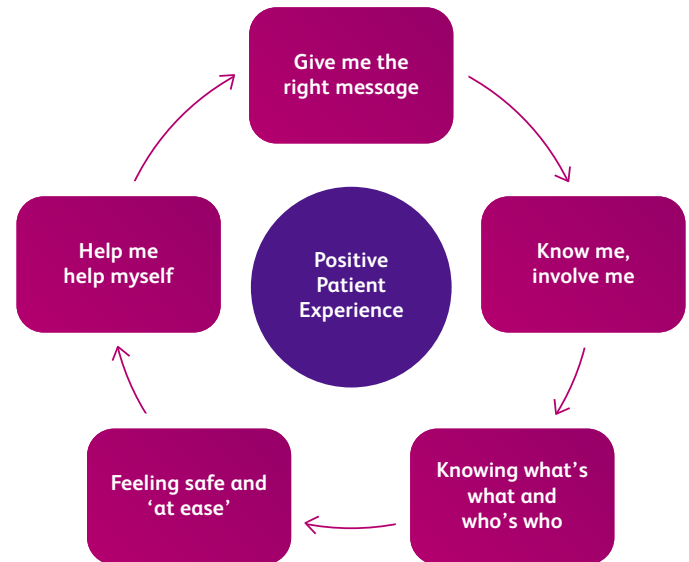 Give me the
right message
Know me,
involve me
Knowing what’s
what and
who’s who
Feeling safe and
‘at ease’
Help me
help myself
Positive
Patient
Experience